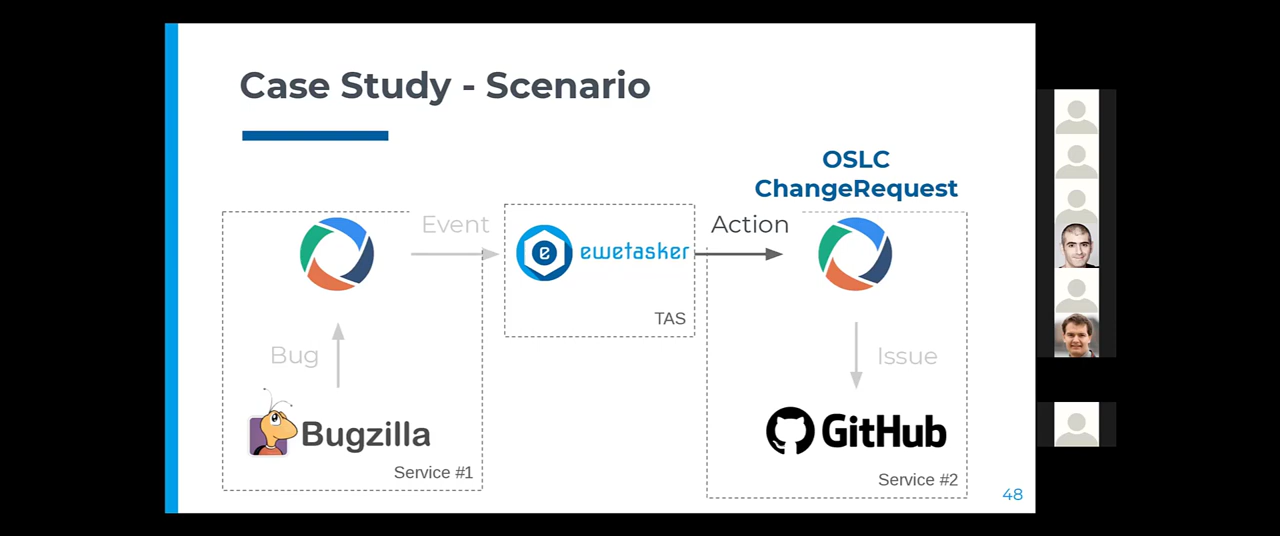 Case Study - Scenario
OSLC
ChangeRequest
Event
Action
e ewetasker
TAS
Bug
Issue
Bugzilla
GitHub
Service #1
Service #2
48